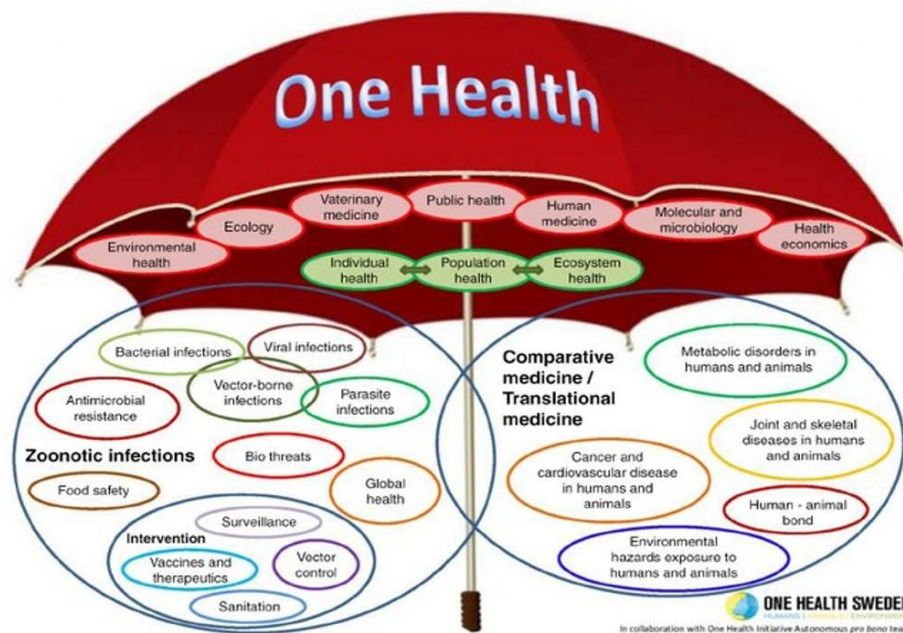 One Health
Vaterinary
medicine
Public health
Human
medicine
Ecology
Molecular and
microbiology
Environmental
health
Health
economics
Individual
health
Population
health
Ecosystem
health
Bacterial infections
Viral infections
Vector-borne
infections
Parasite
infections
Antimicrobial
resistance
Zoonotic infections
Bio threats
Food safety
Global
health
Surveillance
Intervention
Vaccines and
therapeutics
Vector
control
Sanitation
Comparative
medicine /
Translational
medicine
Metabolic disorders in
humans and animals
Joint and skeletal
diseases in humans
and animals
Cancer and
cardiovascular disease
in humans and
animals
Human - animal
bond
Environmental
hazards exposure to
humans and animals
ONE HEALTH SWEDE
HUMANS | ANIMALS | ENVIRONMEN
In collaboration with One Health Initiative Autonomous pro bono tea